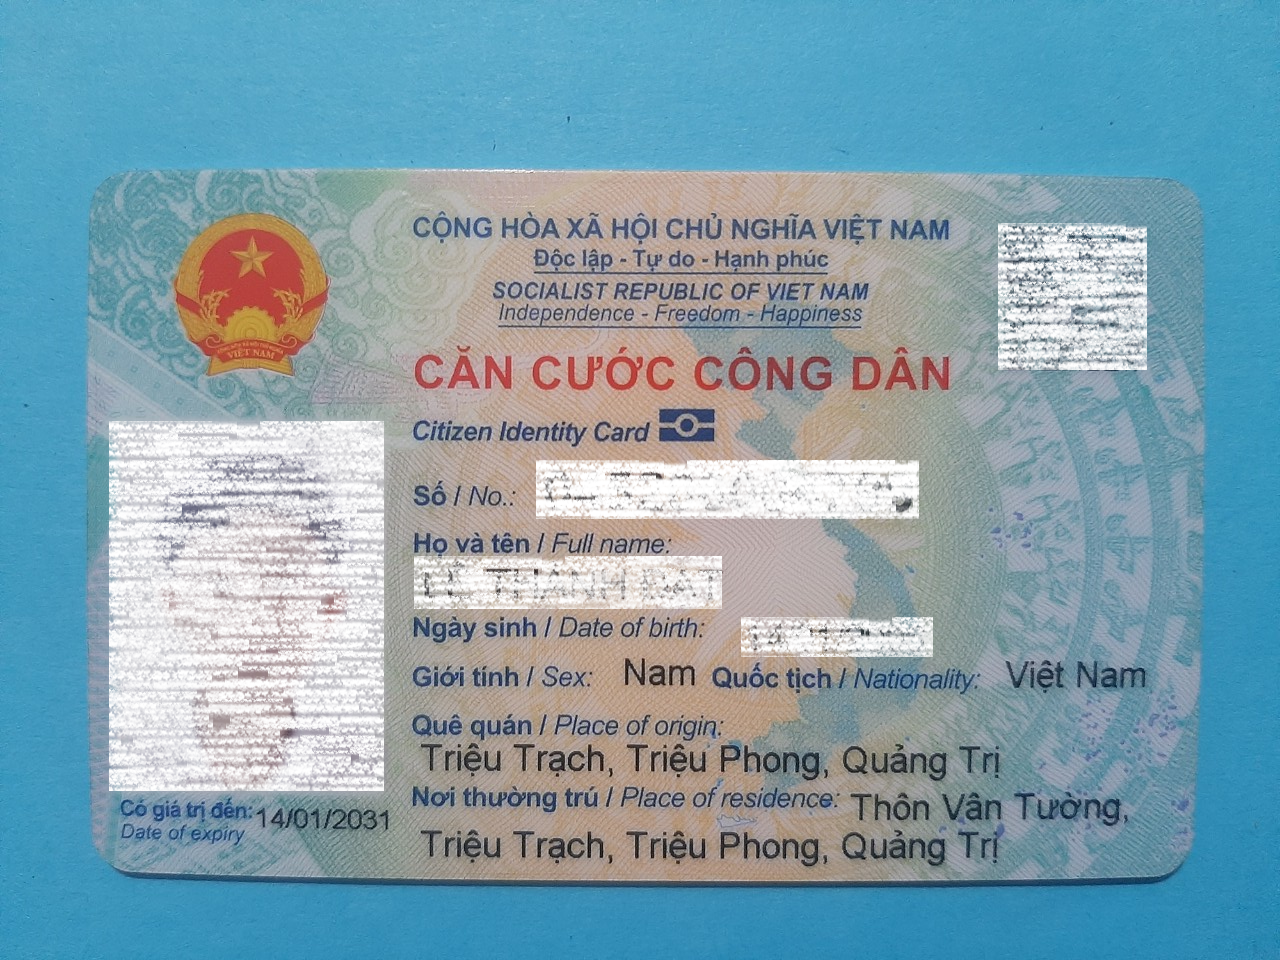 CỘNG HÒA XÃ HỘI CHỦ NGHĨA VIỆT NAM
Độc lập - Tự do - Hạnh phúc
SOCIALIST REPUBLIC OF VIET NAM
Independence - Freedom - Happiness
VIỆT NAM
CĂN CƯỚC CÔNG DÂN
Citizen Identity Card
Số / No.:
Họ và tên / Full name:
Ngày sinh / Date of birth:
Giới tính / Sex: Nam Quốc tịch / Nationality: Việt Nam
Quê quán / Place of origin:
Triệu Trạch, Triệu Phong, Quảng Trị
Nơi thường trú / Place of residence: Thôn Vân Tường,
Triệu Trạch, Triệu Phong, Quảng Trị
Có giá trị đến: 14/01/2031
Date of expiry